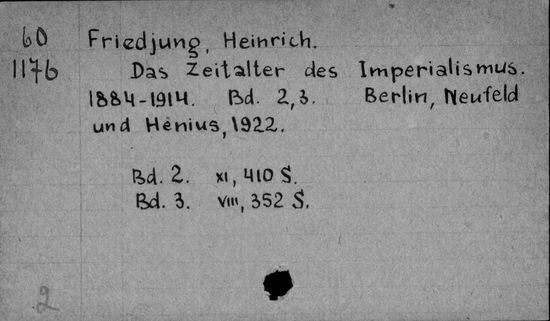 60 Friedjung, Heinrich.
1176 Das Zeitalter des Imperialismus.
1884-1914. Bd. 2,3. Berlin, Neufeld
und Henius, 1922.
Bd. 2. XI, 410 S.
Bd. 3. VIII, 352 S.
2